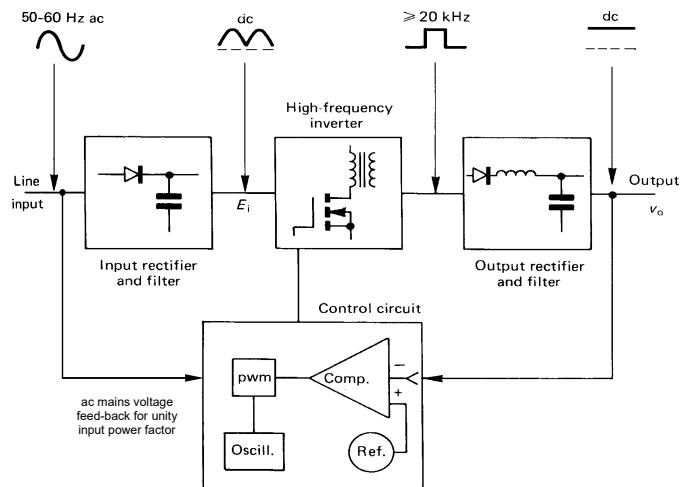 50-60 Hz ac
dc
⩾ 20 kHz
dc
High-frequency
inverter
Line
input
E_i
Output
v_o
Input rectifier
and filter
Output rectifier
and filter
Control circuit
ac mains voltage
feed-back for unity
input power factor
pwm
Comp.
−
+
Oscill.
Ref.